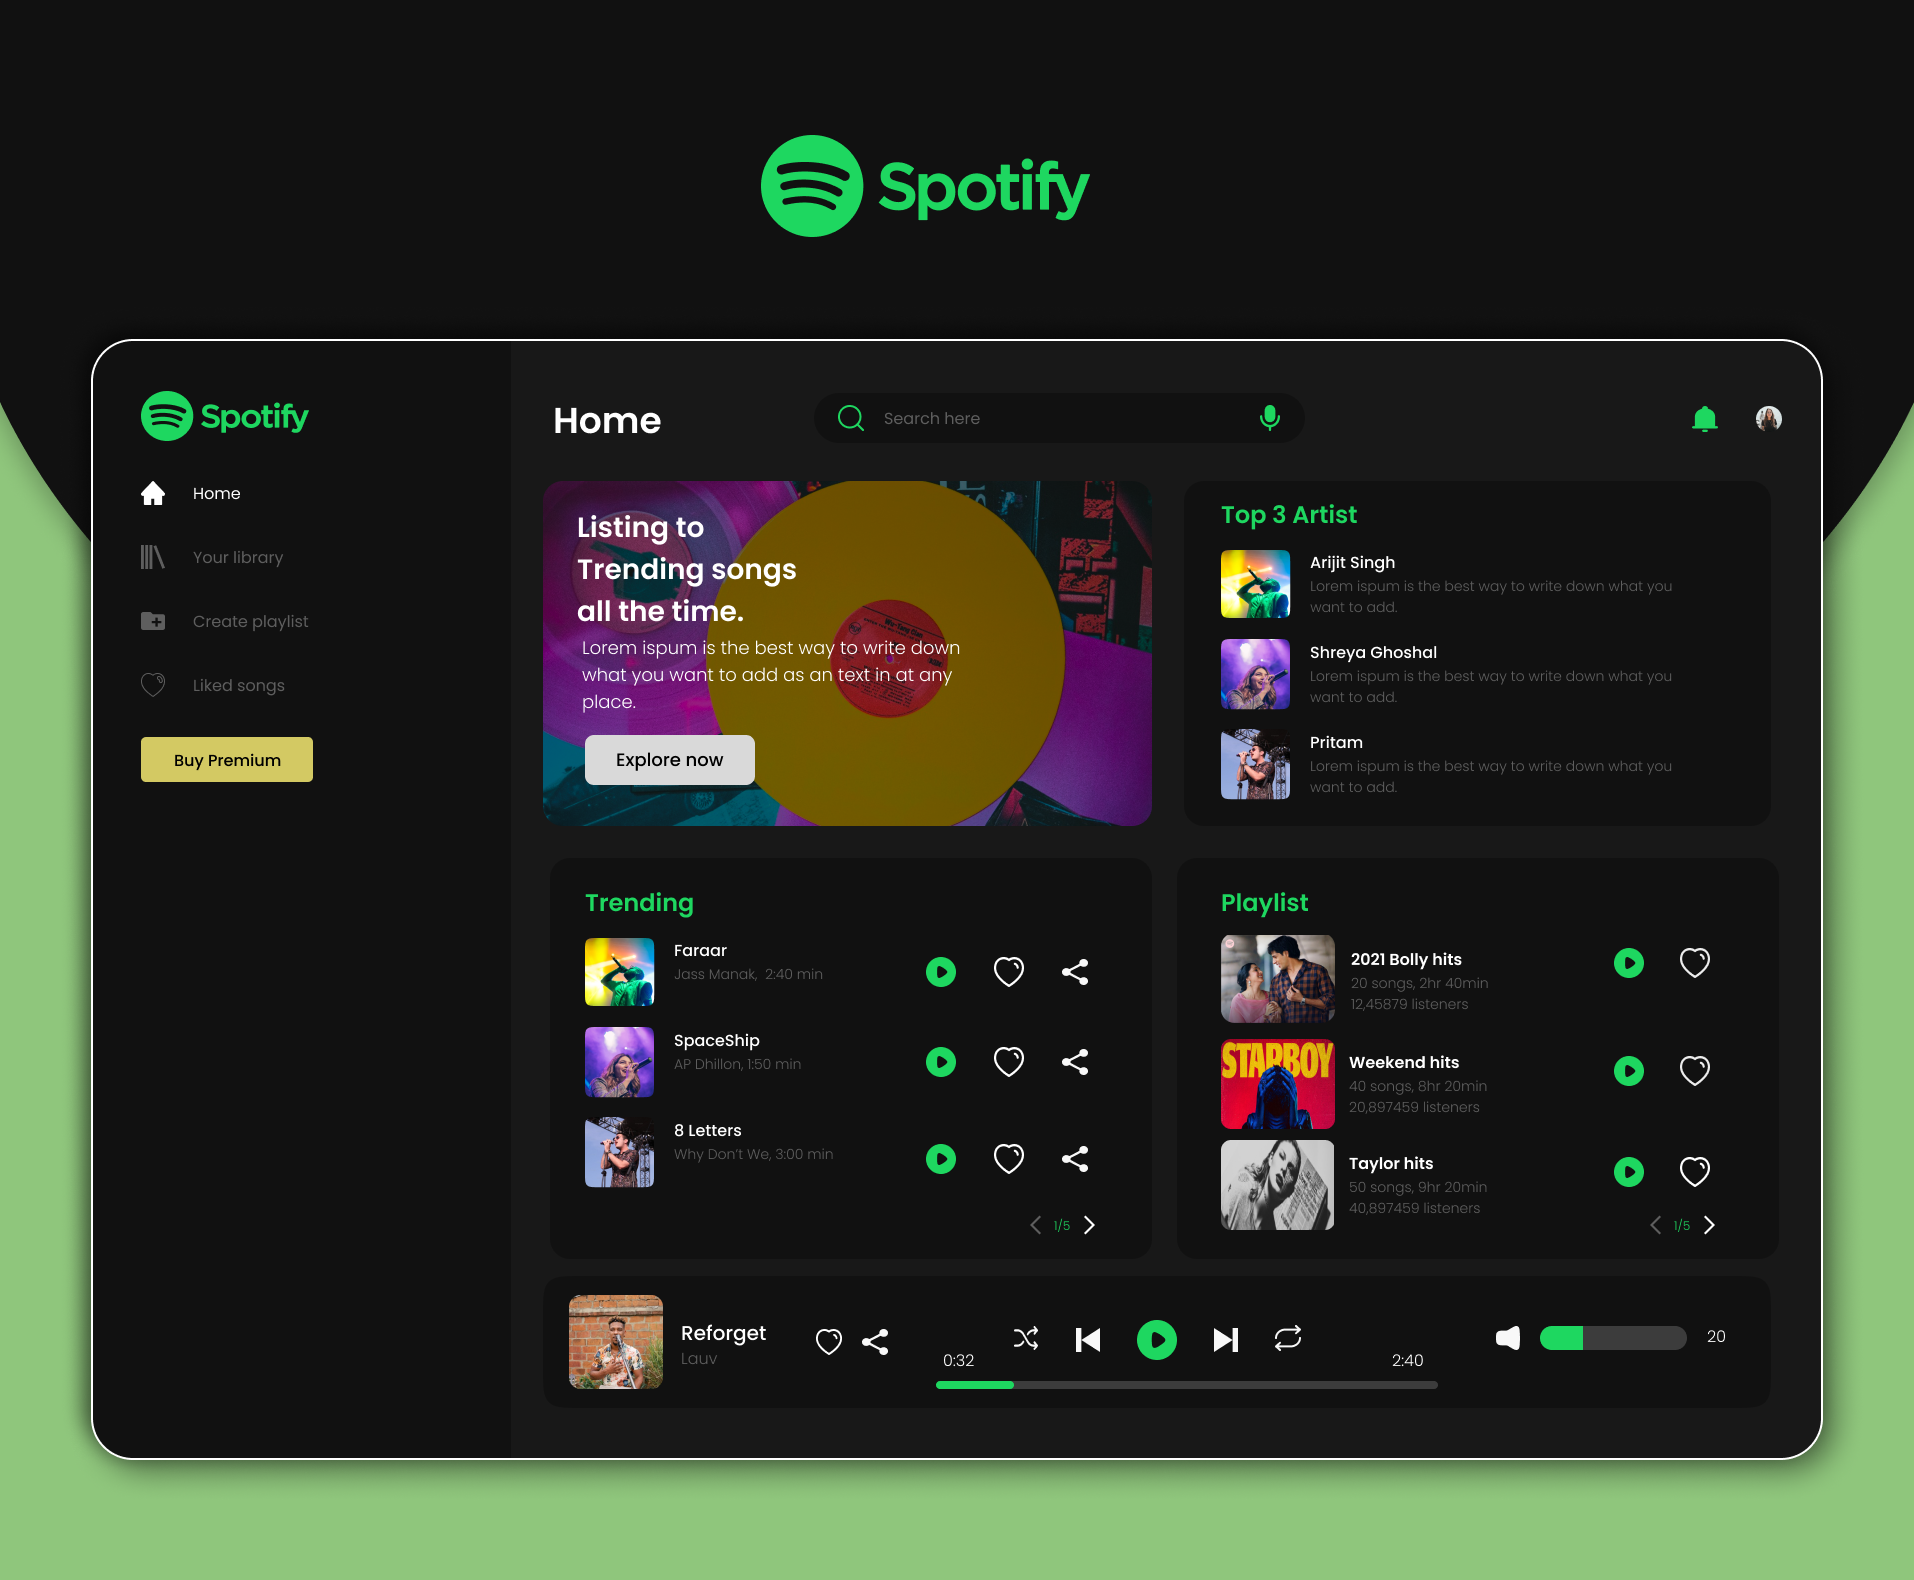 Spotify
Spotify
Home
Your library
Create playlist
Liked songs
Buy Premium
Home
Search here
Listing to
Trending songs
all the time.
Lorem ispum is the best way to write down
what you want to add as an text in at any
place.
Explore now
Top 3 Artist
Arijit Singh
Lorem ispum is the best way to write down what you
want to add.
Shreya Ghoshal
Lorem ispum is the best way to write down what you
want to add.
Pritam
Lorem ispum is the best way to write down what you
want to add.
Trending
Faraar
Jass Manak,  2:40 min
SpaceShip
AP Dhillon, 1:50 min
8 Letters
Why Don't We, 3:00 min
1/5
Playlist
2021 Bolly hits
20 songs, 2hr 40min
12,45879 listeners
STARBOY
Weekend hits
40 songs, 8hr 20min
20,897459 listeners
Taylor hits
50 songs, 9hr 20min
40,897459 listeners
1/5
Reforget
Lauv
0:32
2:40
20